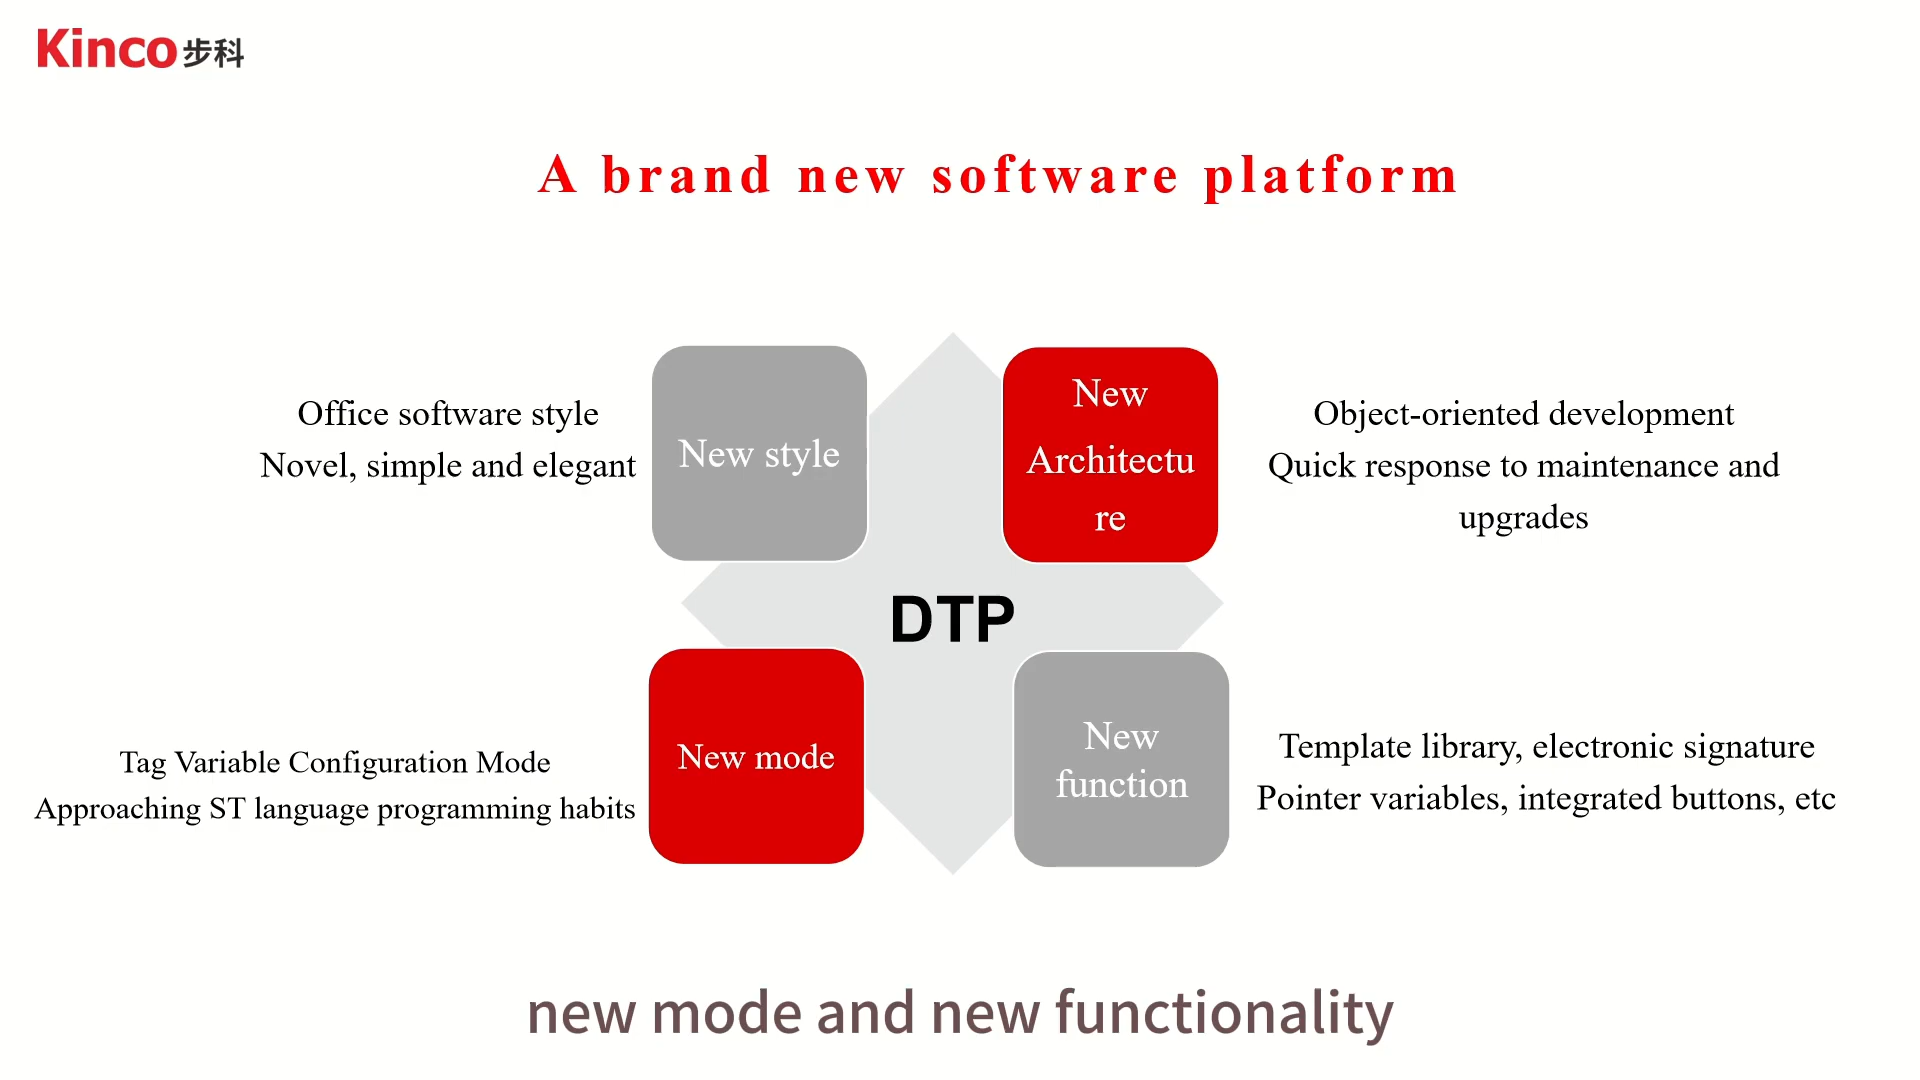 Kinco步科
A brand new software platform
Office software style
Novel, simple and elegant
New style
New
Architectu
re
Object-oriented development
Quick response to maintenance and
upgrades
DTP
Tag Variable Configuration Mode
Approaching ST language programming habits
New mode
New
function
Template library, electronic signature
Pointer variables, integrated buttons, etc
new mode and new functionality